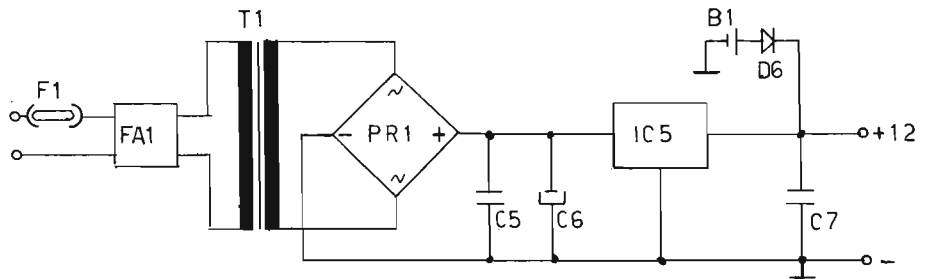 T1
B1
F1
D6
FA1
~
- PR1 +
~
IC5
+12
C5
C6
C7
-